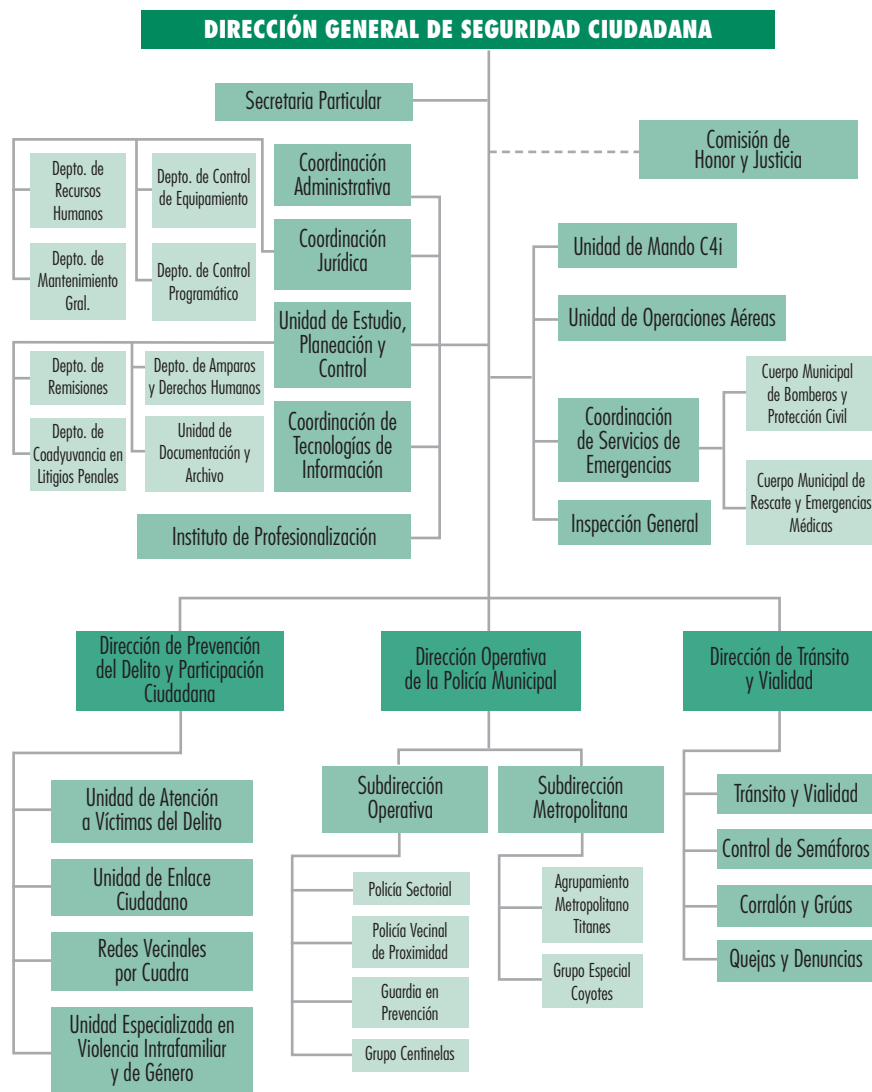 DIRECCIÓN GENERAL DE SEGURIDAD CIUDADANA
Secretaria Particular
Comisión de
Honor y Justicia
Coordinación
Administrativa
Depto. de
Recursos
Humanos
Depto. de Control
de Equipamiento
Coordinación
Jurídica
Depto. de
Mantenimiento
Gral.
Depto. de Control
Programático
Unidad de Estudio,
Planeación y
Control
Depto. de
Remisiones
Depto. de Amparos
y Derechos Humanos
Coordinación de
Tecnologías de
Información
Depto. de
Coadyuvancia en
Litigios Penales
Unidad de
Documentación y
Archivo
Instituto de Profesionalización
Unidad de Mando C4i
Unidad de Operaciones Aéreas
Coordinación
de Servicios de
Emergencias
Cuerpo Municipal
de Bomberos y
Protección Civil
Cuerpo Municipal de
Rescate y Emergencias
Médicas
Inspección General
Dirección de Prevención
del Delito y Participación
Ciudadana
Unidad de Atención
a Víctimas del Delito
Unidad de Enlace
Ciudadano
Redes Vecinales
por Cuadra
Unidad Especializada en
Violencia Intrafamiliar
y de Género
Dirección Operativa
de la Policía Municipal
Subdirección
Operativa
Policía Sectorial
Policía Vecinal
de Proximidad
Guardia en
Prevención
Grupo Centinelas
Subdirección
Metropolitana
Agrupamiento
Metropolitano
Titanes
Grupo Especial
Coyotes
Dirección de Tránsito
y Vialidad
Tránsito y Vialidad
Control de Semáforos
Corralón y Grúas
Quejas y Denuncias